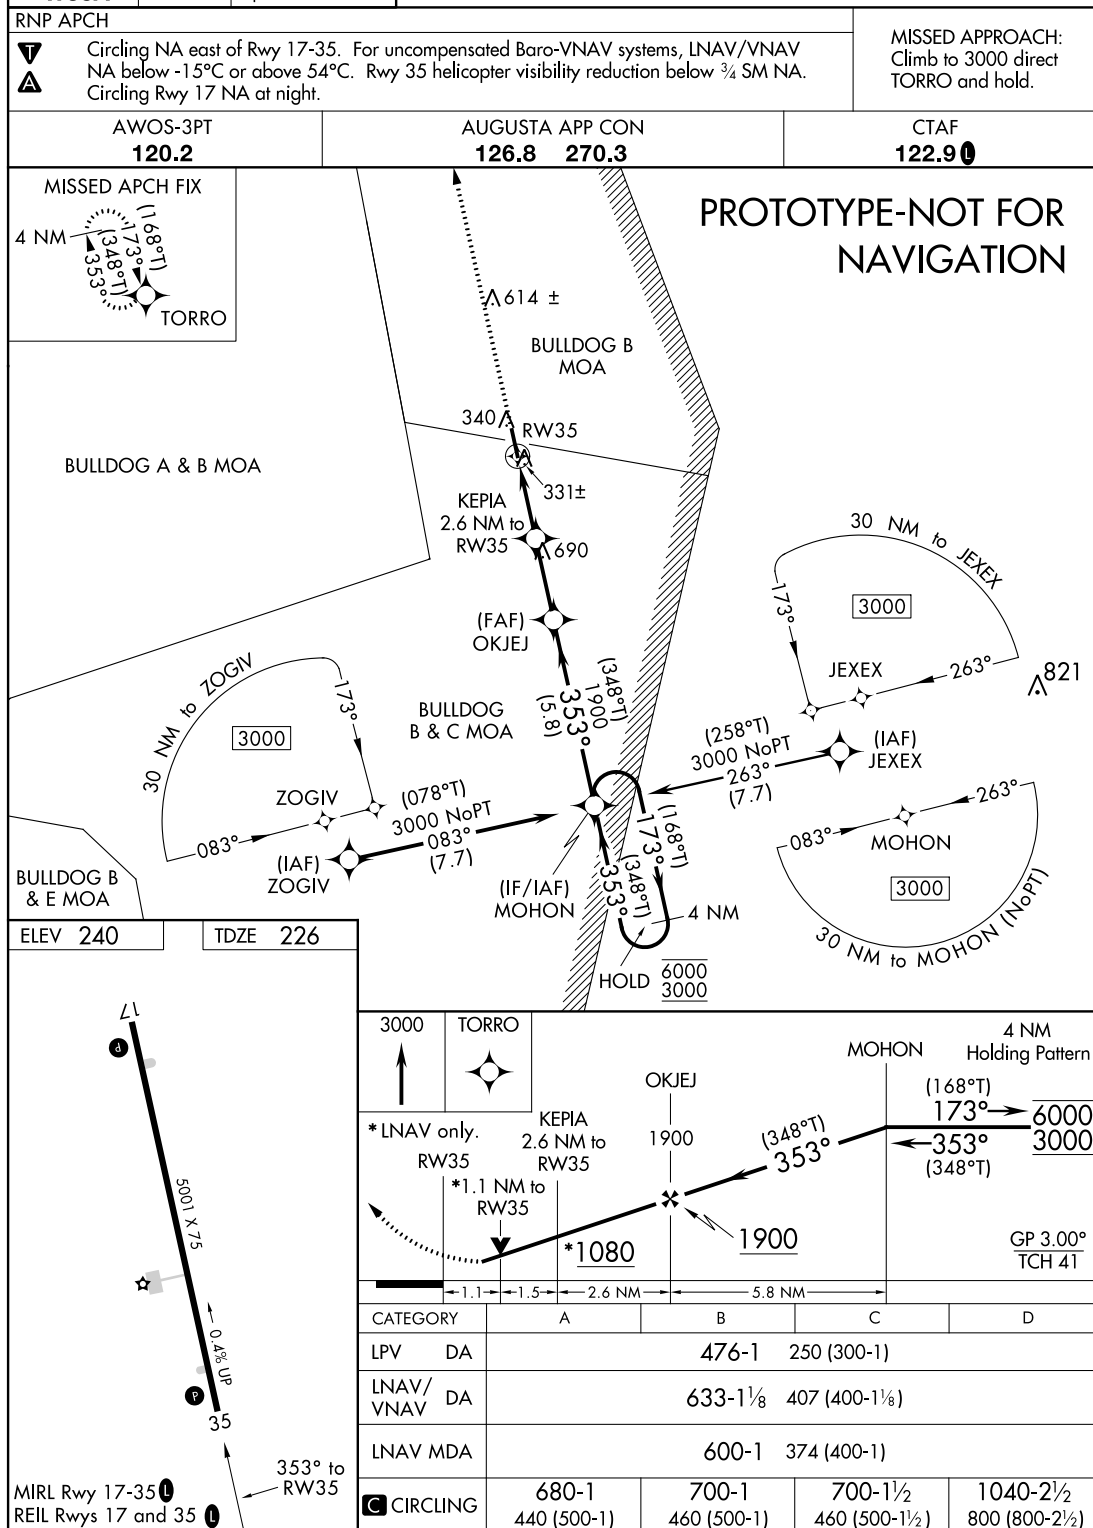 RNP APCH
Circling NA east of Rwy 17-35. For uncompensated Baro-VNAV systems, LNAV/VNAV
NA below -15°C or above 54°C. Rwy 35 helicopter visibility reduction below ¾ SM NA.
Circling Rwy 17 NA at night.
T
A
MISSED APPROACH:
Climb to 3000 direct
TORRO and hold.
AWOS-3PT
120.2
AUGUSTA APP CON
126.8 270.3
CTAF
122.9 L
MISSED APCH FIX
4 NM
(168°T)
173°
(348°T)
353°
TORRO
PROTOTYPE-NOT FOR
NAVIGATION
614 ±
BULLDOG B
MOA
340
RW35
331±
BULLDOG A & B MOA
KEPIA
2.6 NM to
RW35
690
(FAF)
OKJEJ
30 NM to JEXEX
173°
3000
JEXEX
263°
821
30 NM to ZOGIV
173°
3000
ZOGIV
083°
BULLDOG
B & C MOA
(348°T)
1900
353°
(5.8)
(258°T)
3000 NoPT
263°
(7.7)
(IAF)
JEXEX
(078°T)
3000 NoPT
083°
(7.7)
(IAF)
ZOGIV
(IF/IAF)
MOHON
(168°T)
173°
(348°T)
353°
4 NM
HOLD
6000
3000
263°
083°
MOHON
3000
30 NM to MOHON (NoPT)
BULLDOG B
& E MOA
ELEV 240
TDZE 226
17
P
5001 X 75
0.4% UP
P
35
353° to
RW35
MIRL Rwy 17-35 L
REIL Rwys 17 and 35 L
3000
TORRO
*LNAV only.
RW35
*1.1 NM to
RW35
KEPIA
2.6 NM to
RW35
OKJEJ
1900
MOHON
4 NM
Holding Pattern
(168°T)
173°
353°
(348°T)
6000
3000
(348°T)
353°
*1080
1900
GP 3.00°
TCH 41
1.1
1.5
2.6 NM
5.8 NM
CATEGORY A B C D
LPV DA 476-1 250 (300-1)
LNAV/
VNAV DA 633-1⅛ 407 (400-1⅛)
LNAV MDA 600-1 374 (400-1)
C CIRCLING 680-1 700-1 700-1½ 1040-2½
440 (500-1) 460 (500-1) 460 (500-1½) 800 (800-2½)